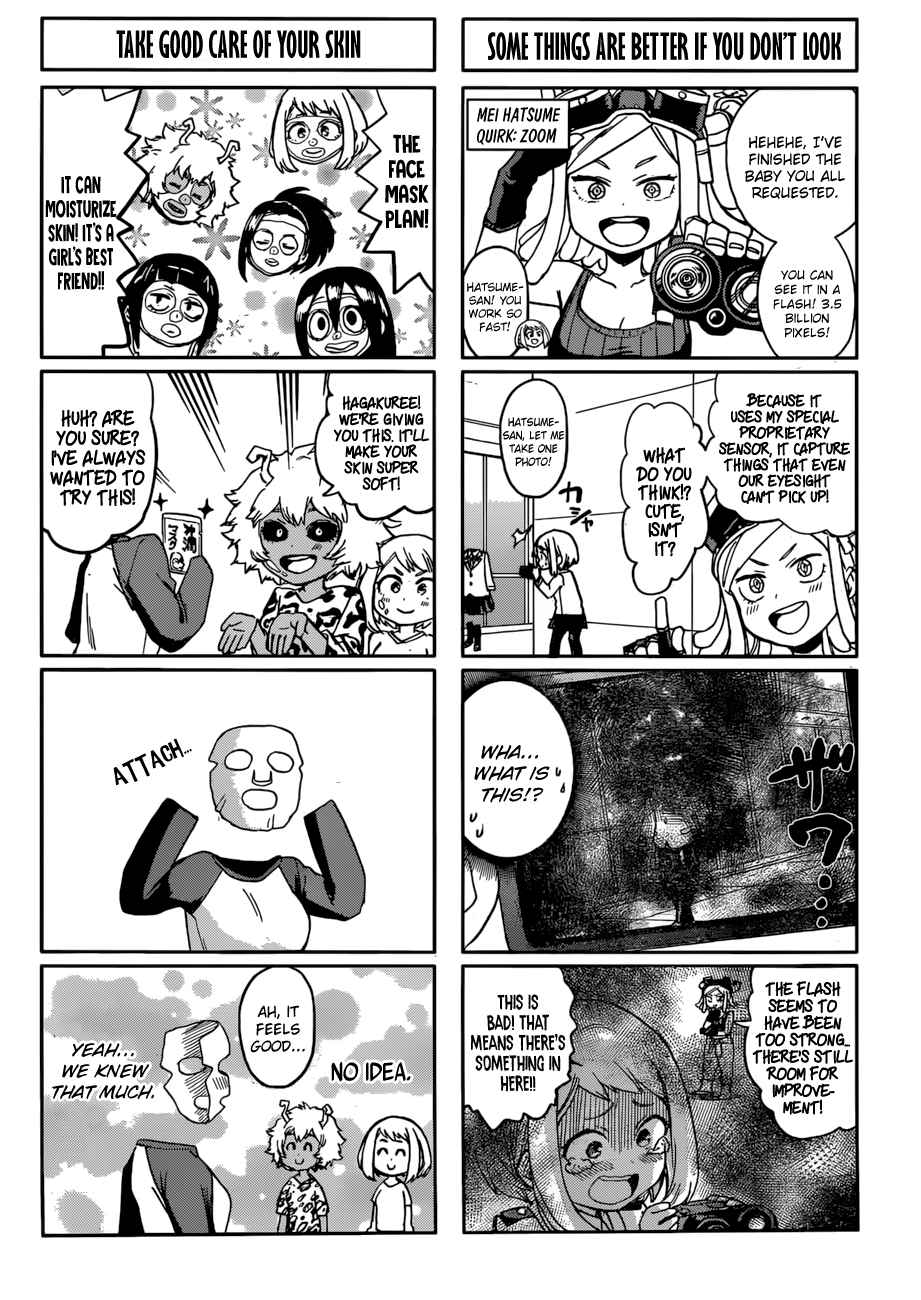 SOME THINGS ARE BETTER IF YOU DON'T LOOK
HEHEHE, I'VE
FINISHED THE
BABY YOU ALL
REQUESTED.
MEI HATSUME
QUIRK: ZOOM
YOU CAN
SEE IT IN A
FLASH! 3.5
BILLION
PIXELS!
HATSUME-
SAN! YOU
WORK SO
FAST!
BECAUSE IT
USES MY SPECIAL
PROPRIETARY
SENSOR, IT CAPTURE
THINGS THAT EVEN
OUR EYESIGHT
CAN'T PICK UP!
WHAT
DO YOU
THINK!?
CUTE,
ISN'T
IT?
HATSUME-
SAN, LET ME
TAKE ONE
PHOTO!
カシャ
WHA...
WHAT IS
THIS!?
ザワ...
THE FLASH
SEEMS TO
HAVE BEEN
TOO STRONG...
THERE'S STILL
ROOM FOR
IMPROVE-
MENT!
THIS IS
BAD! THAT
MEANS THERE'S
SOMETHING IN
HERE!!
TAKE GOOD CARE OF YOUR SKIN
THE
FACE
MASK
PLAN!
IT CAN
MOISTURIZE
SKIN! IT'S A
GIRL'S BEST
FRIEND!!
HAGAKUREE!
WE'RE GIVING
YOU THIS. IT'LL
MAKE YOUR
SKIN SUPER
SOFT!
HUH? ARE
YOU SURE?
I'VE ALWAYS
WANTED TO
TRY THIS!
ATTACH...
AH, IT
FEELS
GOOD...
NO IDEA.
YEAH...
WE KNEW
THAT MUCH.